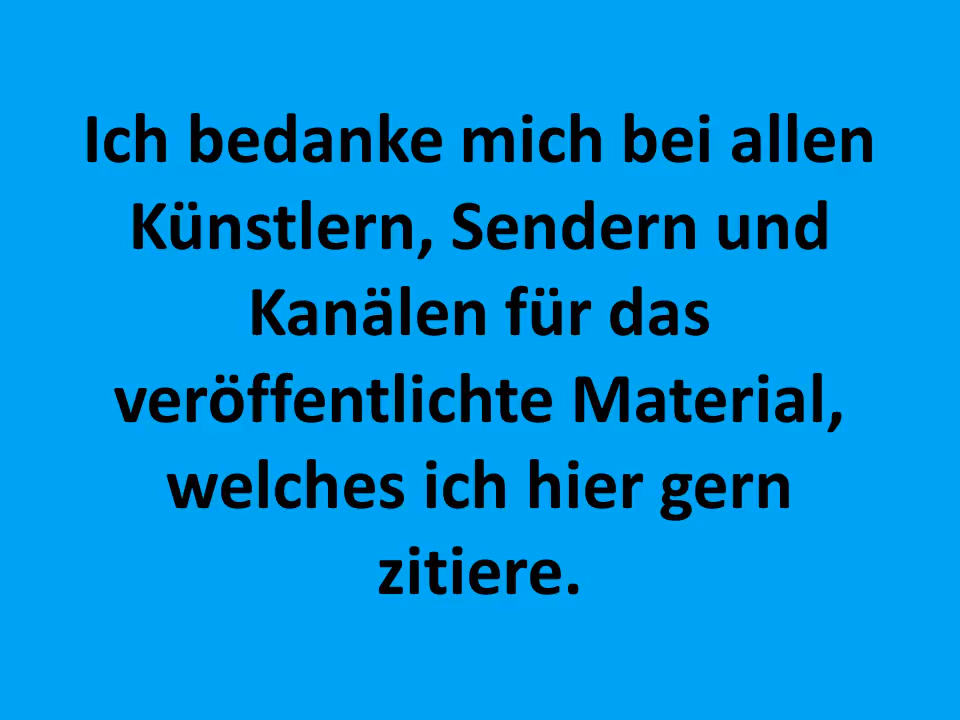 Ich bedanke mich bei allen
Künstlern, Sendern und
Kanälen für das
veröffentlichte Material,
welches ich hier gern
zitiere.